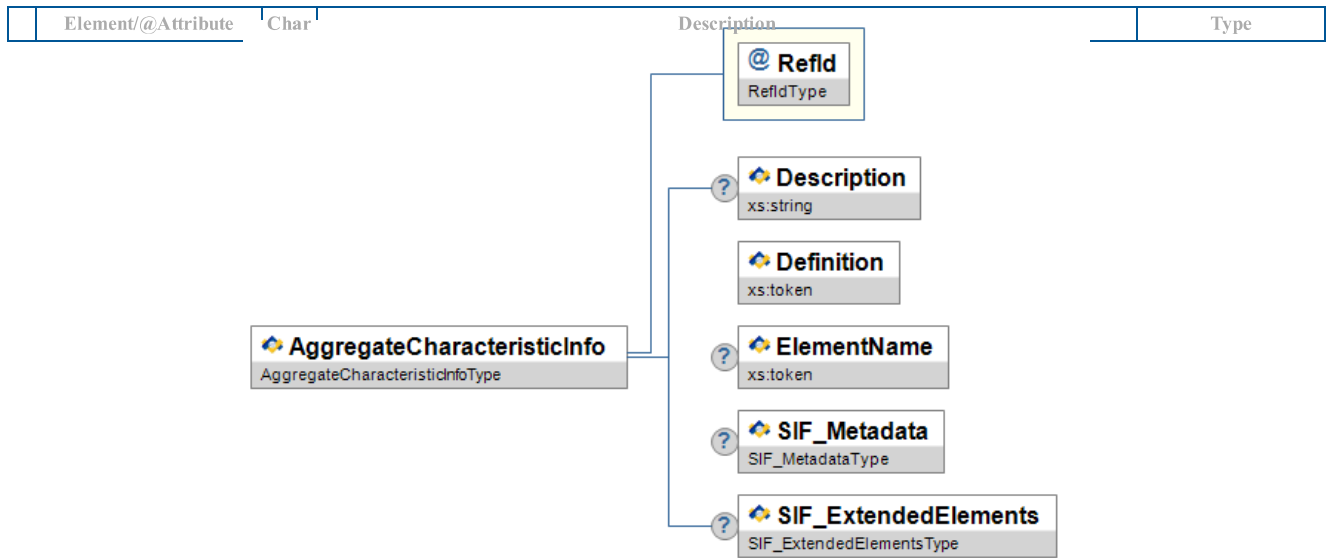 Element/@Attribute Char Description Type
@ RefId
RefIdType
? Description
xs:string
Definition
xs:token
AggregateCharacteristicInfo
AggregateCharacteristicInfoType
? ElementName
xs:token
? SIF_Metadata
SIF_MetadataType
? SIF_ExtendedElements
SIF_ExtendedElementsType